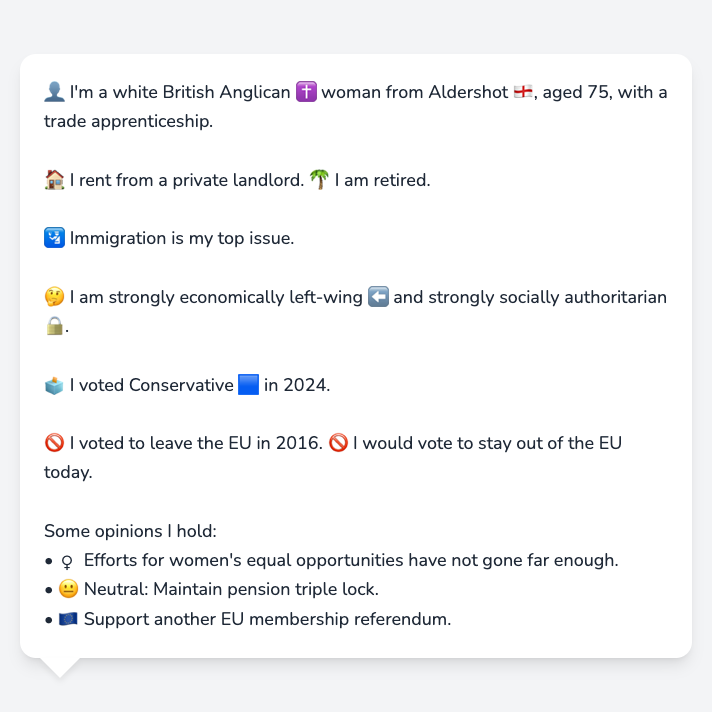 👤 I'm a white British Anglican ✝️ woman from Aldershot 🏴󠁧󠁢󠁥󠁮󠁧󠁿, aged 75, with a
trade apprenticeship.
🏠 I rent from a private landlord. 🌴 I am retired.
🛂 Immigration is my top issue.
🤔 I am strongly economically left-wing ⬅️ and strongly socially authoritarian
🔒.
🗳️ I voted Conservative 🟦 in 2024.
🚫 I voted to leave the EU in 2016. 🚫 I would vote to stay out of the EU
today.
Some opinions I hold:
• ♀ Efforts for women's equal opportunities have not gone far enough.
• 😐 Neutral: Maintain pension triple lock.
• 🇪🇺 Support another EU membership referendum.